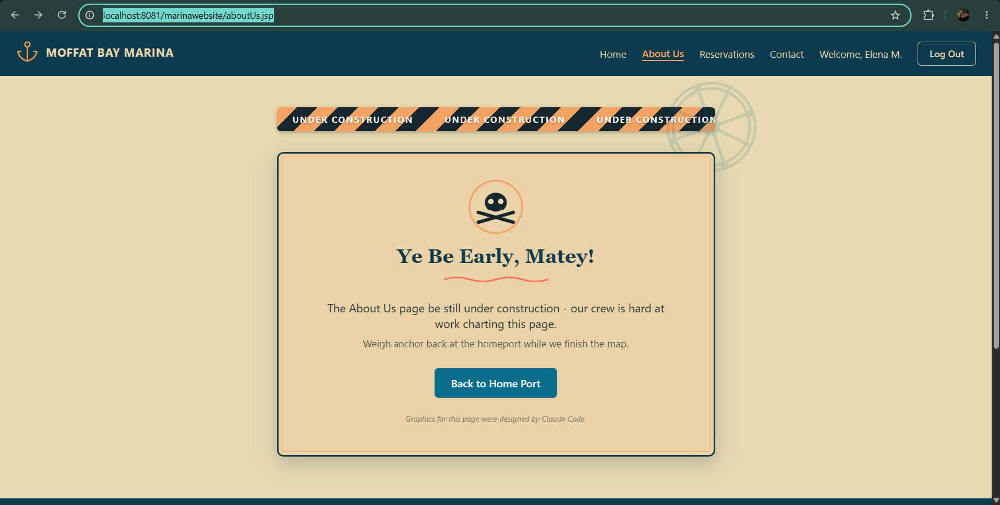 localhost:8081/marinawebsite/aboutUs.jsp
MOFFAT BAY MARINA
Home About Us Reservations Contact Welcome, Elena M. Log Out
UNDER CONSTRUCTION UNDER CONSTRUCTION UNDER CONSTRUCTION
Ye Be Early, Matey!
The About Us page be still under construction - our crew is hard at
work charting this page.
Weigh anchor back at the homeport while we finish the map.
Back to Home Port
Graphics for this page were designed by Claude Code.